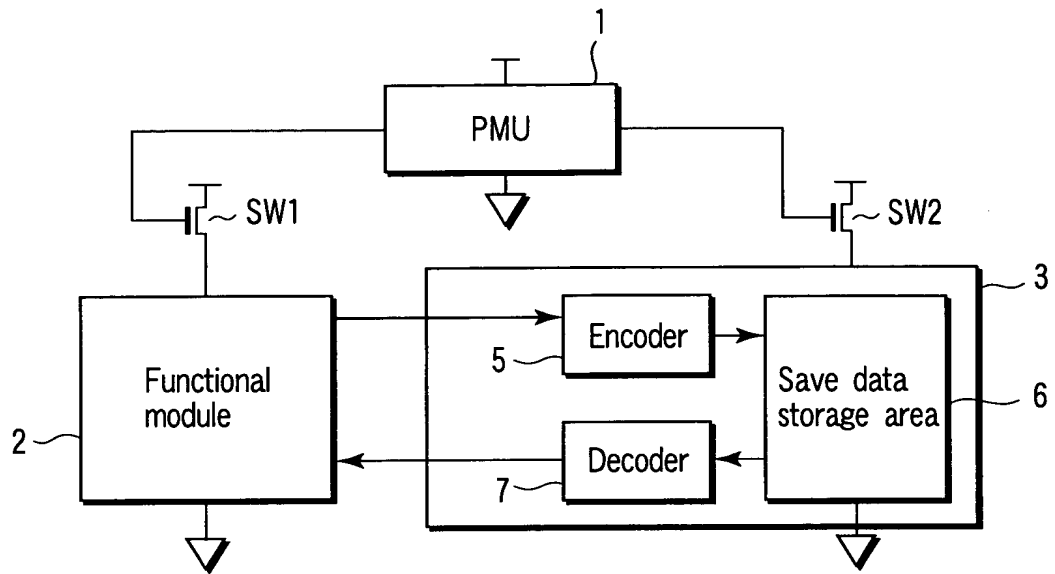 1
PMU
SW1
SW2
3
Encoder
5
Functional
module
Save data
storage area
6
2
Decoder
7